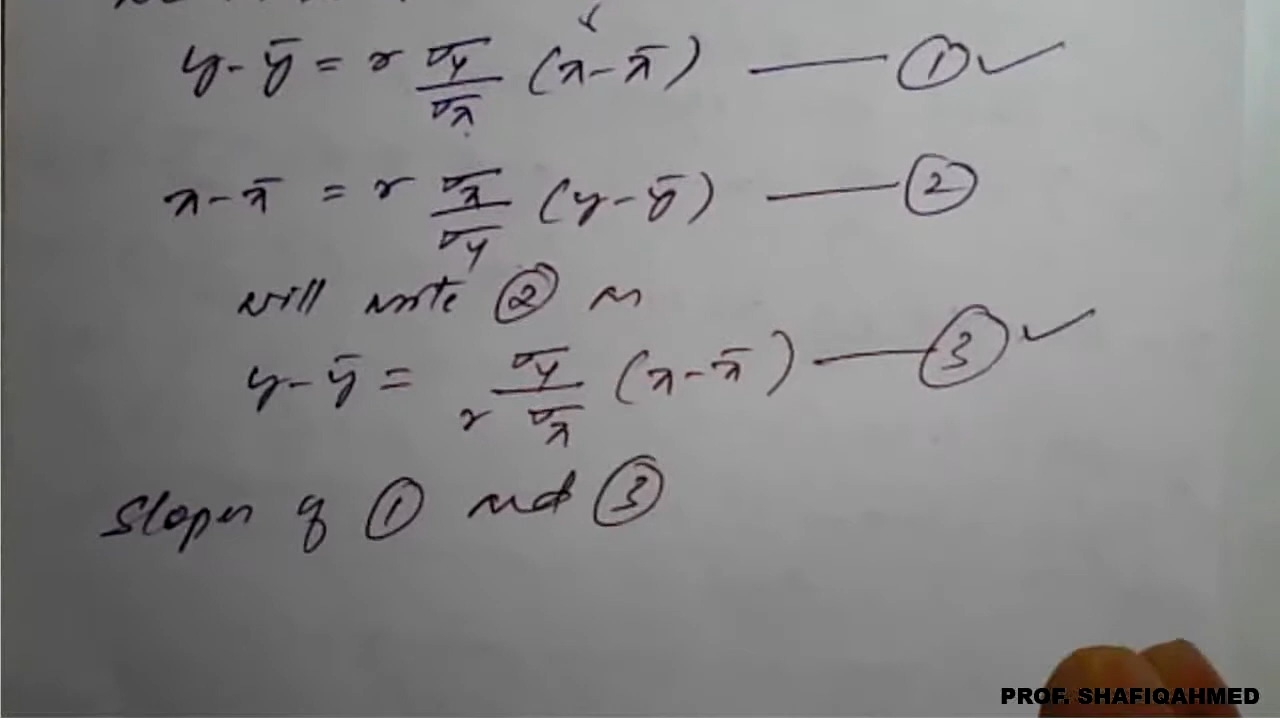 y - ȳ = r σy/σx (x - x̄) —— ①✓
x - x̄ = r σx/σy (y - ȳ) —— ②
will write ② as
y - ȳ = σy/r σx (x - x̄) —— ③✓
Slopes of ① and ③
PROF. SHAFIQAHMED